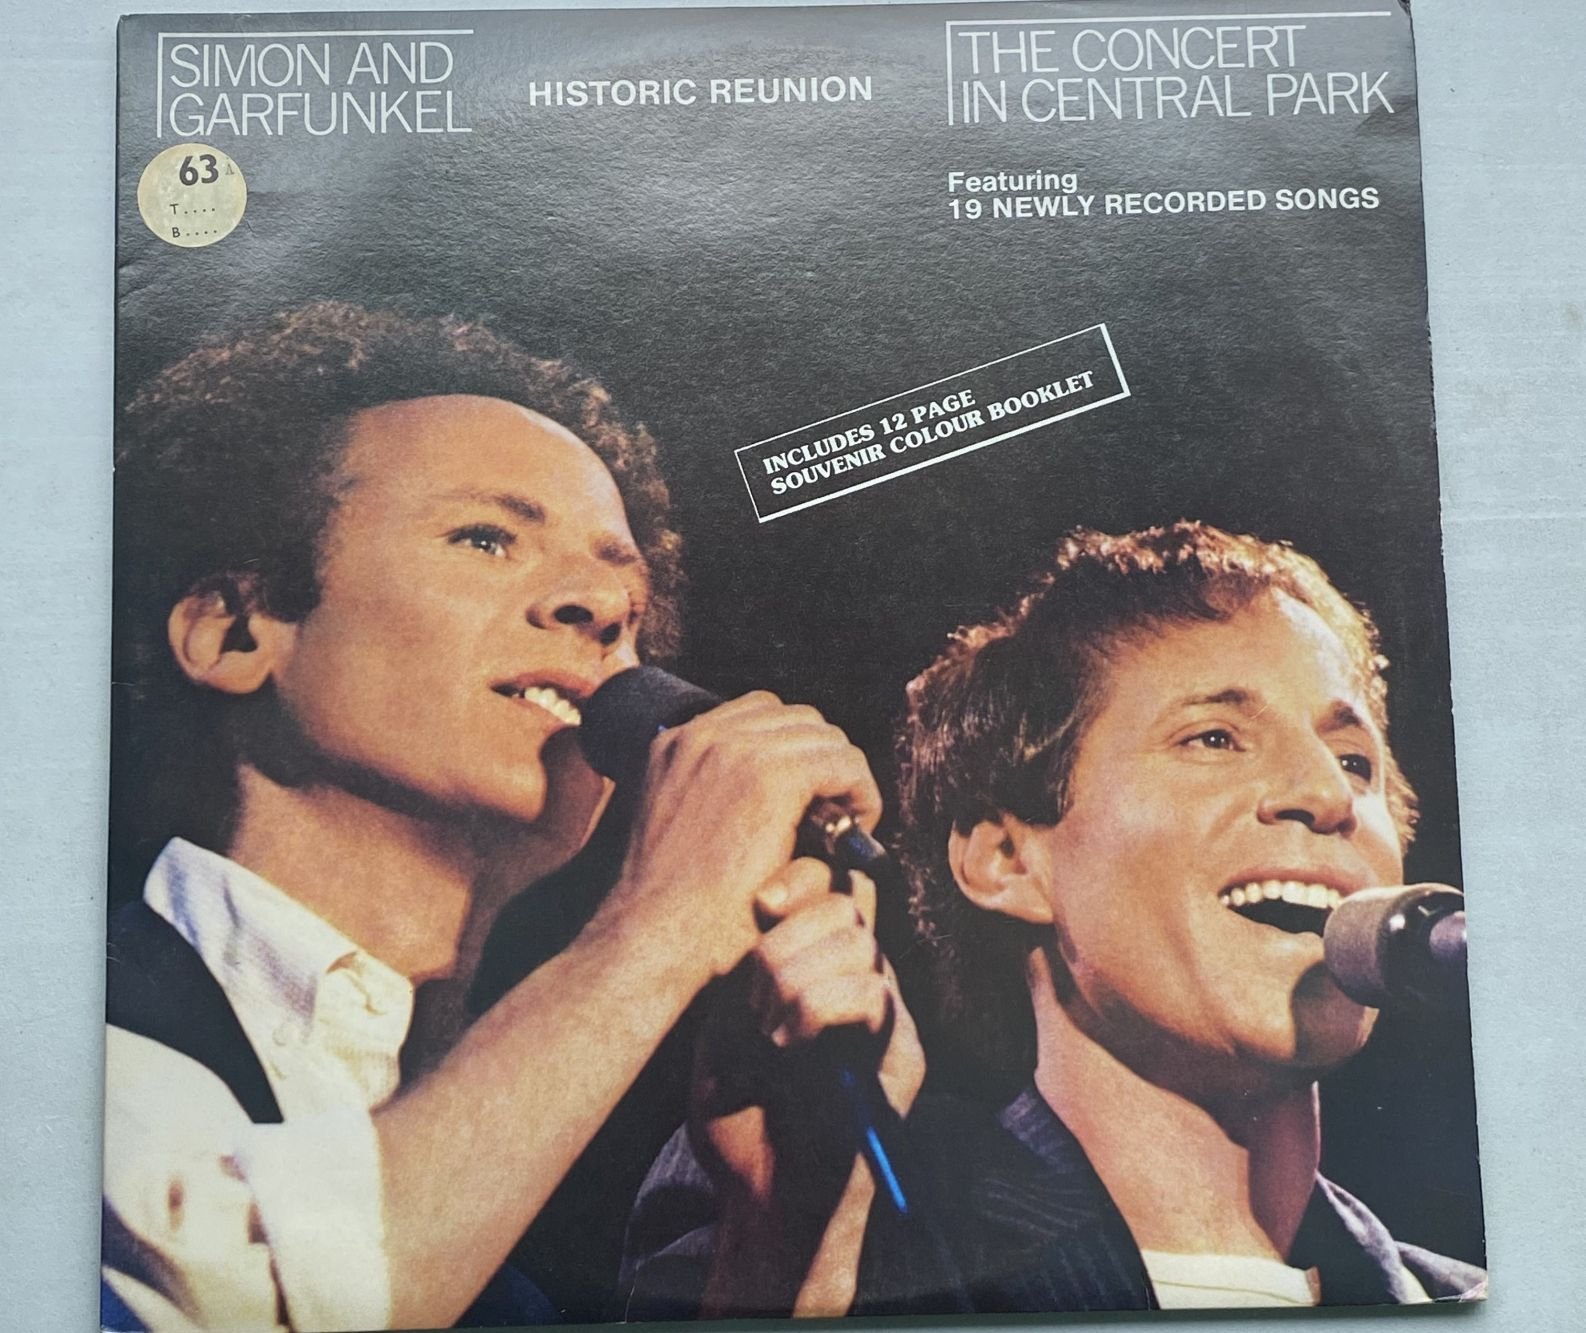 SIMON AND
GARFUNKEL
HISTORIC REUNION
THE CONCERT
IN CENTRAL PARK
63
T....
B....
Featuring
19 NEWLY RECORDED SONGS
INCLUDES 12 PAGE
SOUVENIR COLOUR BOOKLET